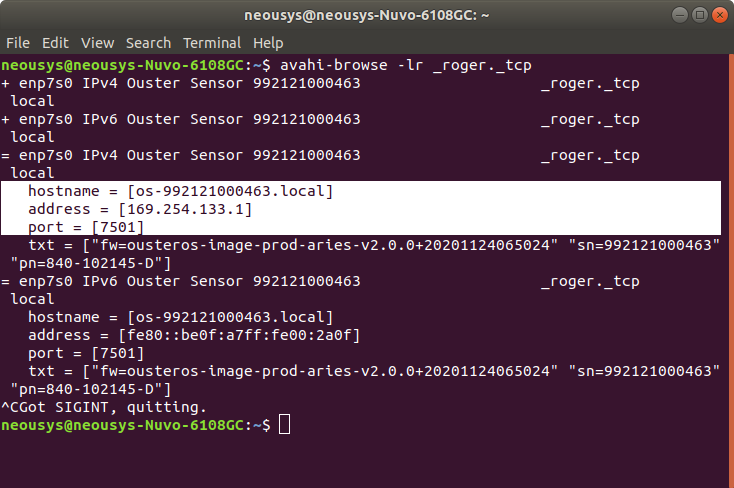 neousys@neousys-Nuvo-6108GC: ~
File Edit View Search Terminal Help
neousys@neousys-Nuvo-6108GC:~$ avahi-browse -lr _roger._tcp
+ enp7s0 IPv4 Ouster Sensor 992121000463 _roger._tcp
local
+ enp7s0 IPv6 Ouster Sensor 992121000463 _roger._tcp
local
= enp7s0 IPv4 Ouster Sensor 992121000463 _roger._tcp
local
hostname = [os-992121000463.local]
address = [169.254.133.1]
port = [7501]
txt = ["fw=ousteros-image-prod-aries-v2.0.0+20201124065024" "sn=992121000463"
"pn=840-102145-D"]
= enp7s0 IPv6 Ouster Sensor 992121000463 _roger._tcp
local
hostname = [os-992121000463.local]
address = [fe80::be0f:a7ff:fe00:2a0f]
port = [7501]
txt = ["fw=ousteros-image-prod-aries-v2.0.0+20201124065024" "sn=992121000463"
"pn=840-102145-D"]
^CGot SIGINT, quitting.
neousys@neousys-Nuvo-6108GC:~$